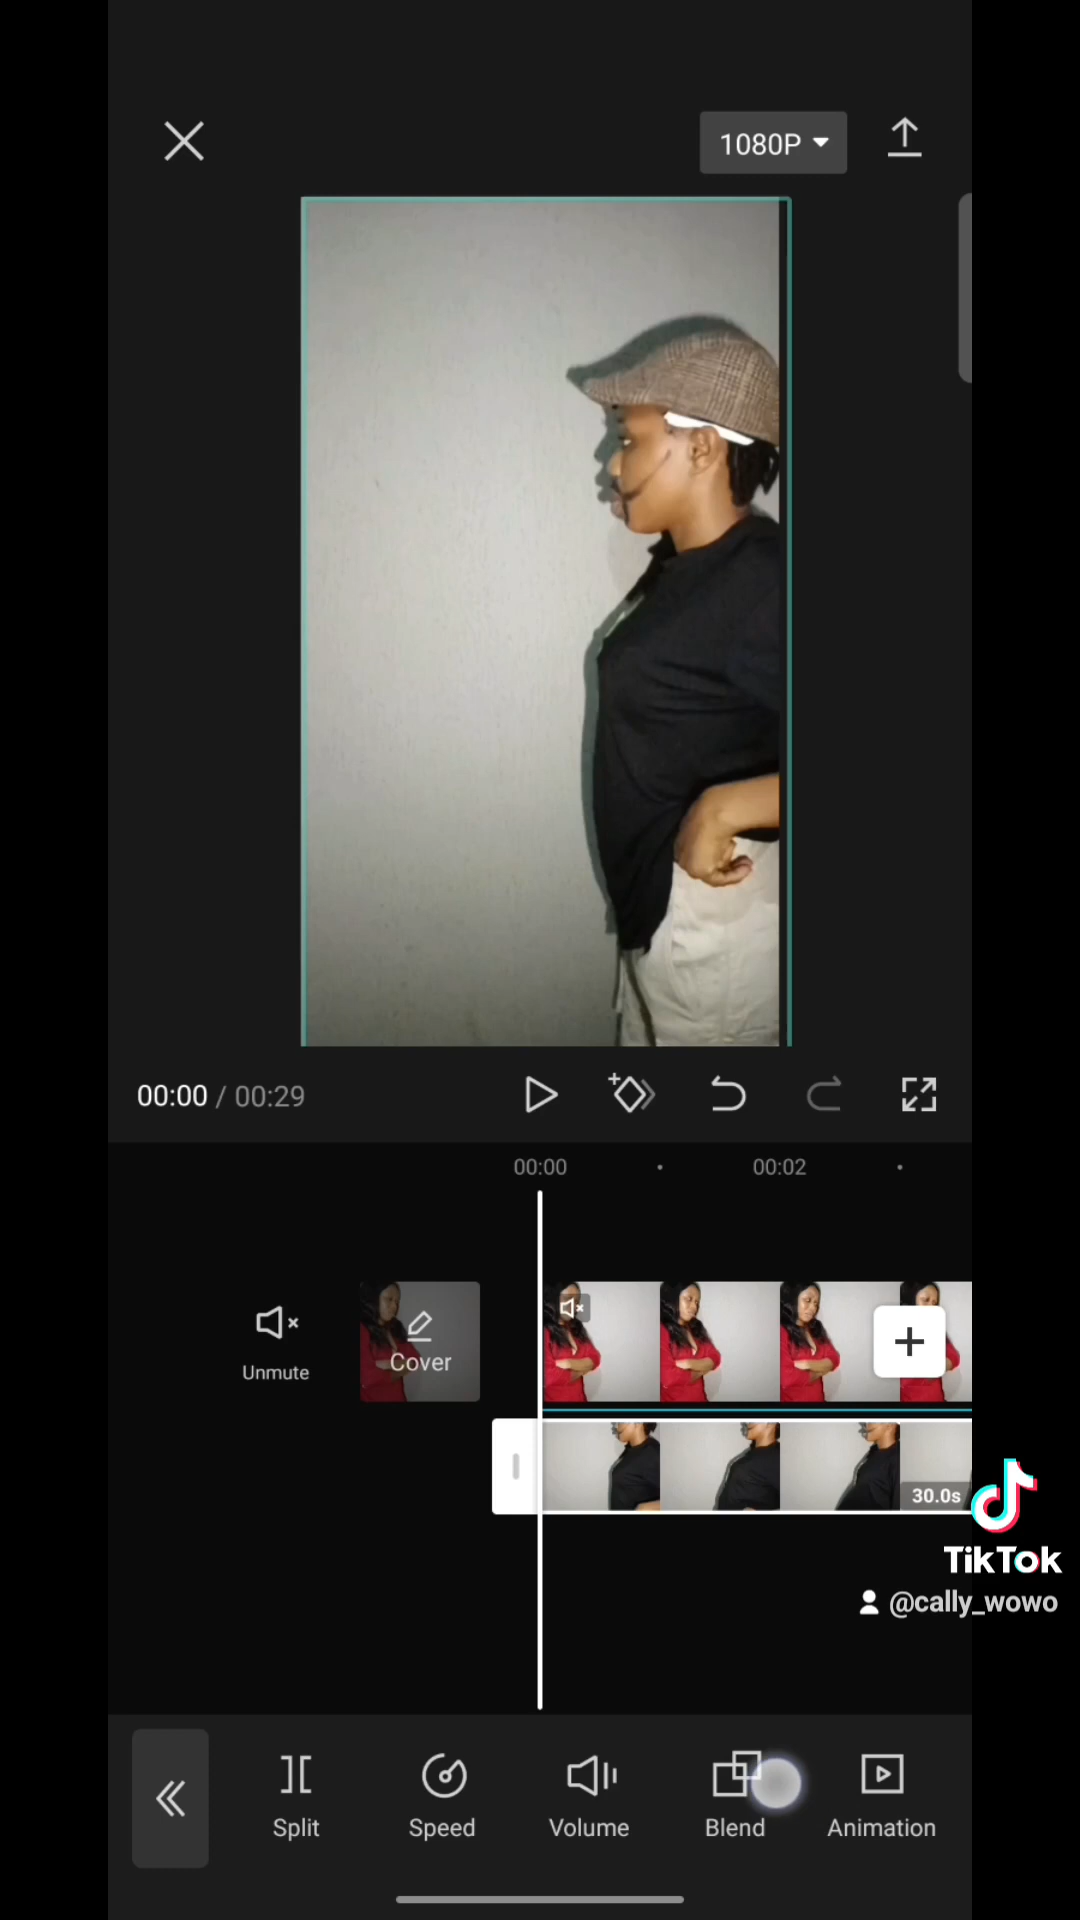 1080P
00:00 / 00:29
00:00
00:02
Unmute
Cover
30.0s
TikTok
@cally_wowo
Split
Speed
Volume
Blend
Animation